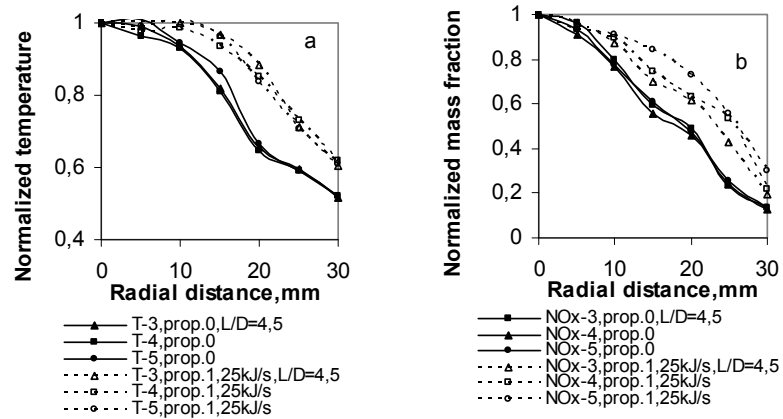 a
Normalized temperature
1
0,8
0,6
0,4
0 10 20 30
Radial distance,mm
T-3,prop.0,L/D=4,5
T-4,prop.0
T-5,prop.0
T-3,prop.1,25kJ/s,L/D=4,5
T-4,prop.1,25kJ/s
T-5,prop.1,25kJ/s
b
Normalized mass fraction
1
0,8
0,6
0,4
0,2
0
0 10 20 30
Radial distance,mm
NOx-3,prop.0,L/D=4,5
NOx-4,prop.0
NOx-5,prop.0
NOx-3,prop.1,25kJ/s,L/D=4,5
NOx-4,prop.1,25kJ/s
NOx-5,prop.1,25kJ/s